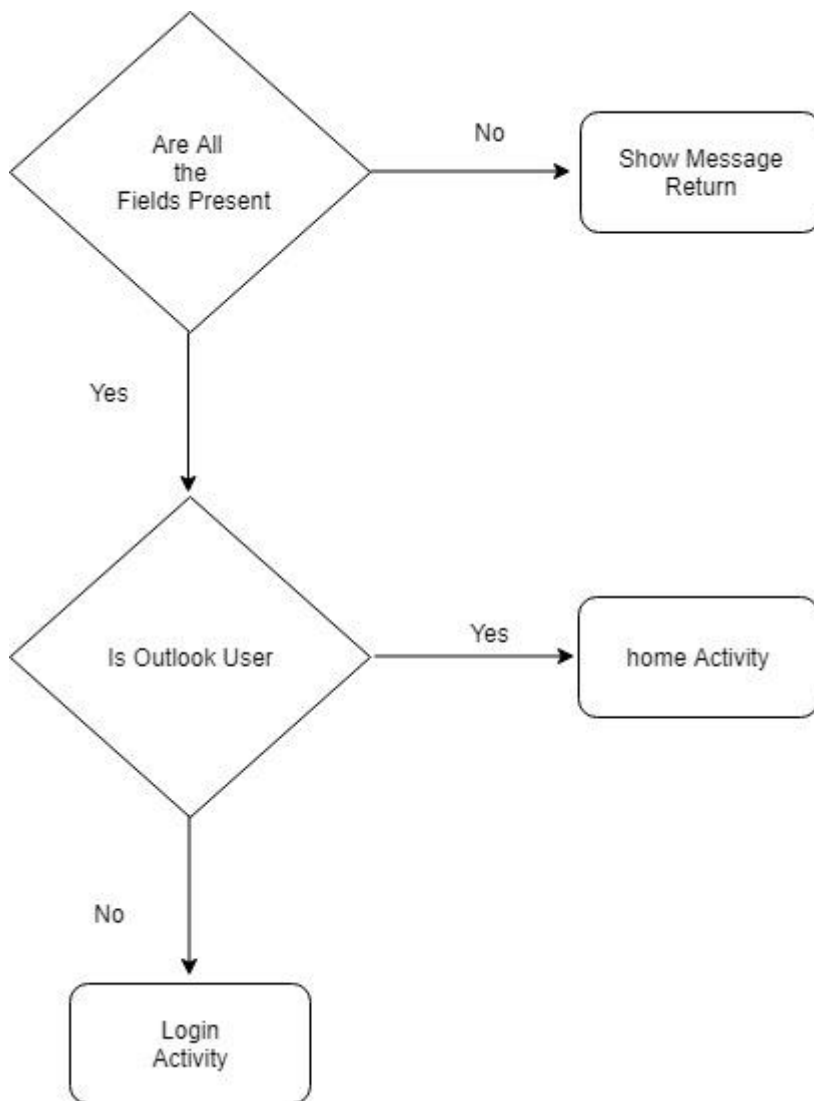 Are All
the
Fields Present
No
Show Message
Return
Yes
Is Outlook User
Yes
home Activity
No
Login
Activity